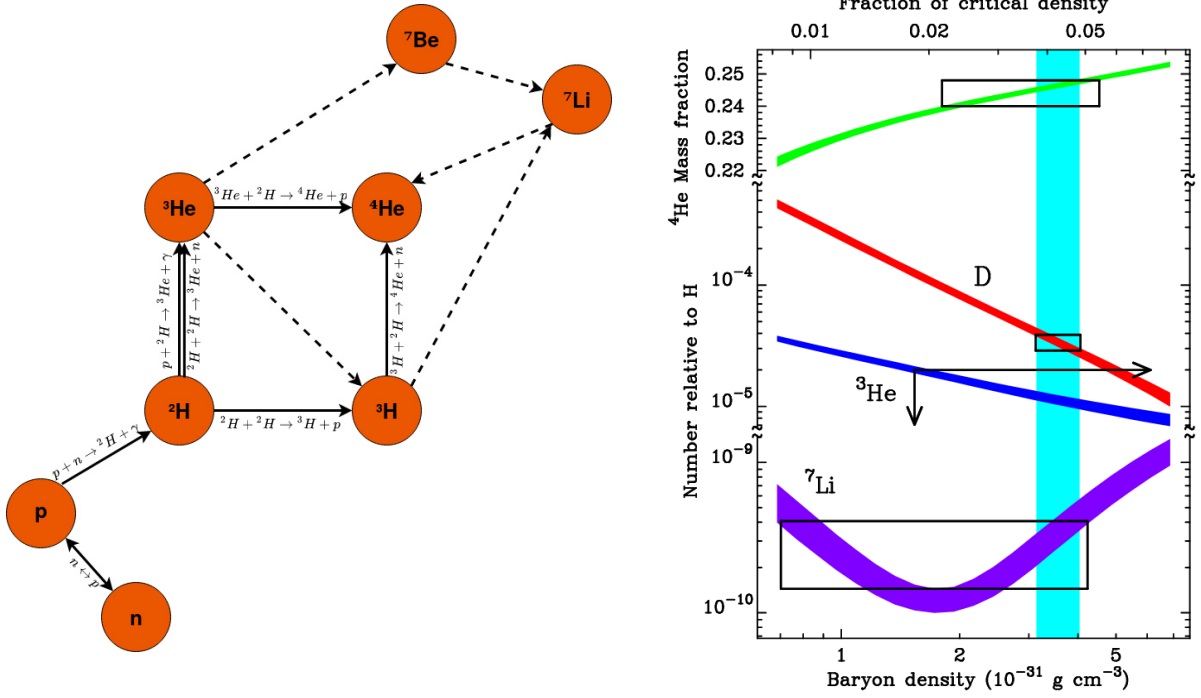 ⁷Be
⁷Li
³He
³He + ²H → ⁴He + p
⁴He
p + ²H → ³He + γ
²H + ²H → ³He + n
³H + ²H → ⁴He + n
²H
²H + ²H → ³H + p
³H
p + n → ²H + γ
p
n ↔ p
n
Fraction of critical density
0.01 0.02 0.05
⁴He Mass fraction
0.25
0.24
0.23
0.22
Number relative to H
10⁻⁴
10⁻⁵
10⁻⁹
10⁻¹⁰
D
³He
⁷Li
1 2 5
Baryon density (10⁻³¹ g cm⁻³)